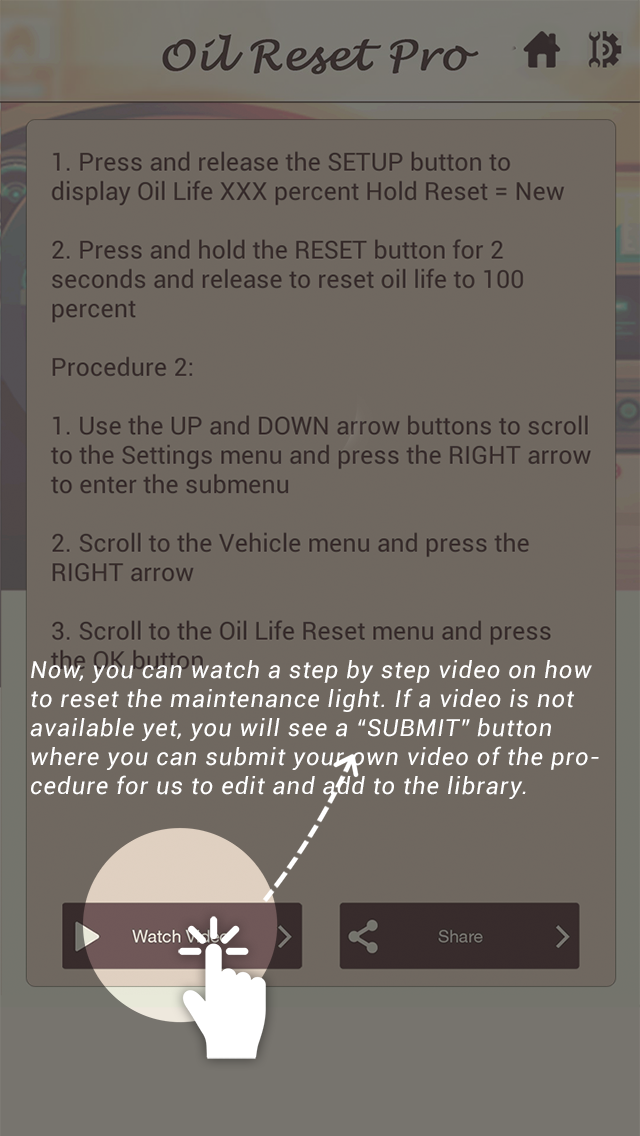 Oil Reset Pro
1. Press and release the SETUP button to
display Oil Life XXX percent Hold Reset = New
2. Press and hold the RESET button for 2
seconds and release to reset oil life to 100
percent
Procedure 2:
1. Use the UP and DOWN arrow buttons to scroll
to the Settings menu and press the RIGHT arrow
to enter the submenu
2. Scroll to the Vehicle menu and press the
RIGHT arrow
3. Scroll to the Oil Life Reset menu and press
the OK button
Now, you can watch a step by step video on how
to reset the maintenance light. If a video is not
available yet, you will see a “SUBMIT” button
where you can submit your own video of the pro-
cedure for us to edit and add to the library.
Watch Video
Share